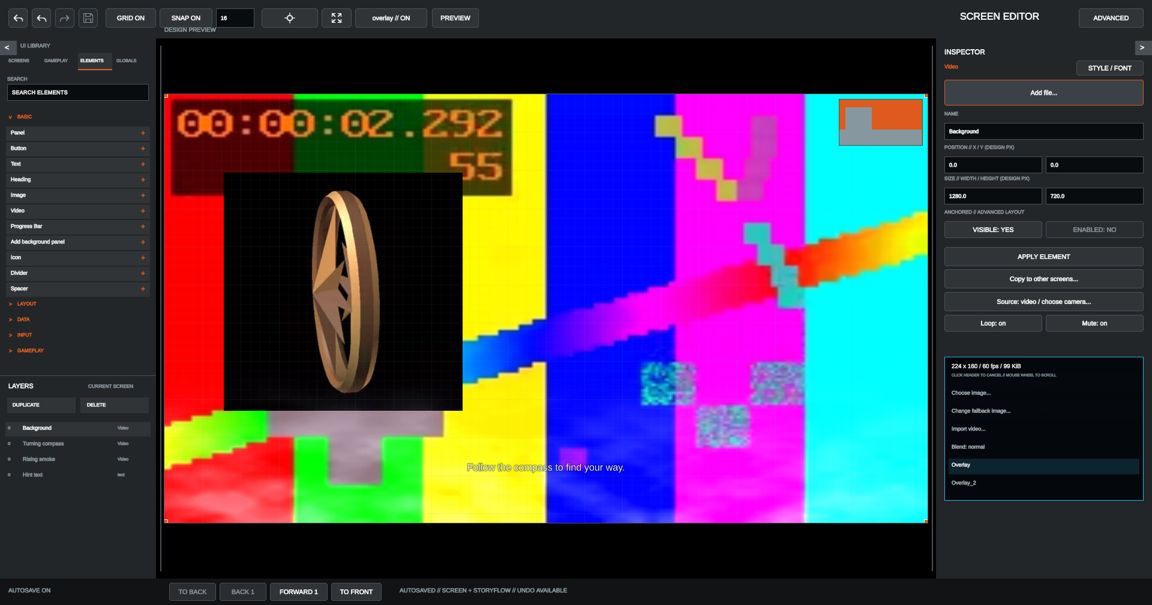 GRID ON
SNAP ON
16
overlay // ON
PREVIEW
SCREEN EDITOR
ADVANCED
DESIGN PREVIEW
<
UI LIBRARY
SCREENS
GAMEPLAY
ELEMENTS
GLOBALS
SEARCH
SEARCH ELEMENTS
BASIC
Panel +
Button +
Text +
Heading +
Image +
Video +
Progress Bar +
Add background panel +
Icon +
Divider +
Spacer +
> LAYOUT
> DATA
> INPUT
> GAMEPLAY
LAYERS
CURRENT SCREEN
DUPLICATE
DELETE
Background Video
Turning compass Video
Rising smoke Video
Hint text text
AUTOSAVE ON
00:00:02.292
55
Follow the compass to find your way.
TO BACK
BACK 1
FORWARD 1
TO FRONT
AUTOSAVED // SCREEN + STORYFLOW // UNDO AVAILABLE
>
INSPECTOR
Video
STYLE / FONT
Add file...
NAME
Background
POSITION // X / Y (DESIGN PX)
0.0
0.0
SIZE // WIDTH / HEIGHT (DESIGN PX)
1280.0
720.0
ANCHORED // ADVANCED LAYOUT
VISIBLE: YES
ENABLED: NO
APPLY ELEMENT
Copy to other screens...
Source: video / choose camera...
Loop: on
Mute: on
224 x 160 / 60 fps / 99 KiB
CLICK HEADER TO CANCEL // MOUSE WHEEL TO SCROLL
Choose image...
Change fallback image...
Import video...
Blend: normal
Overlay
Overlay_2